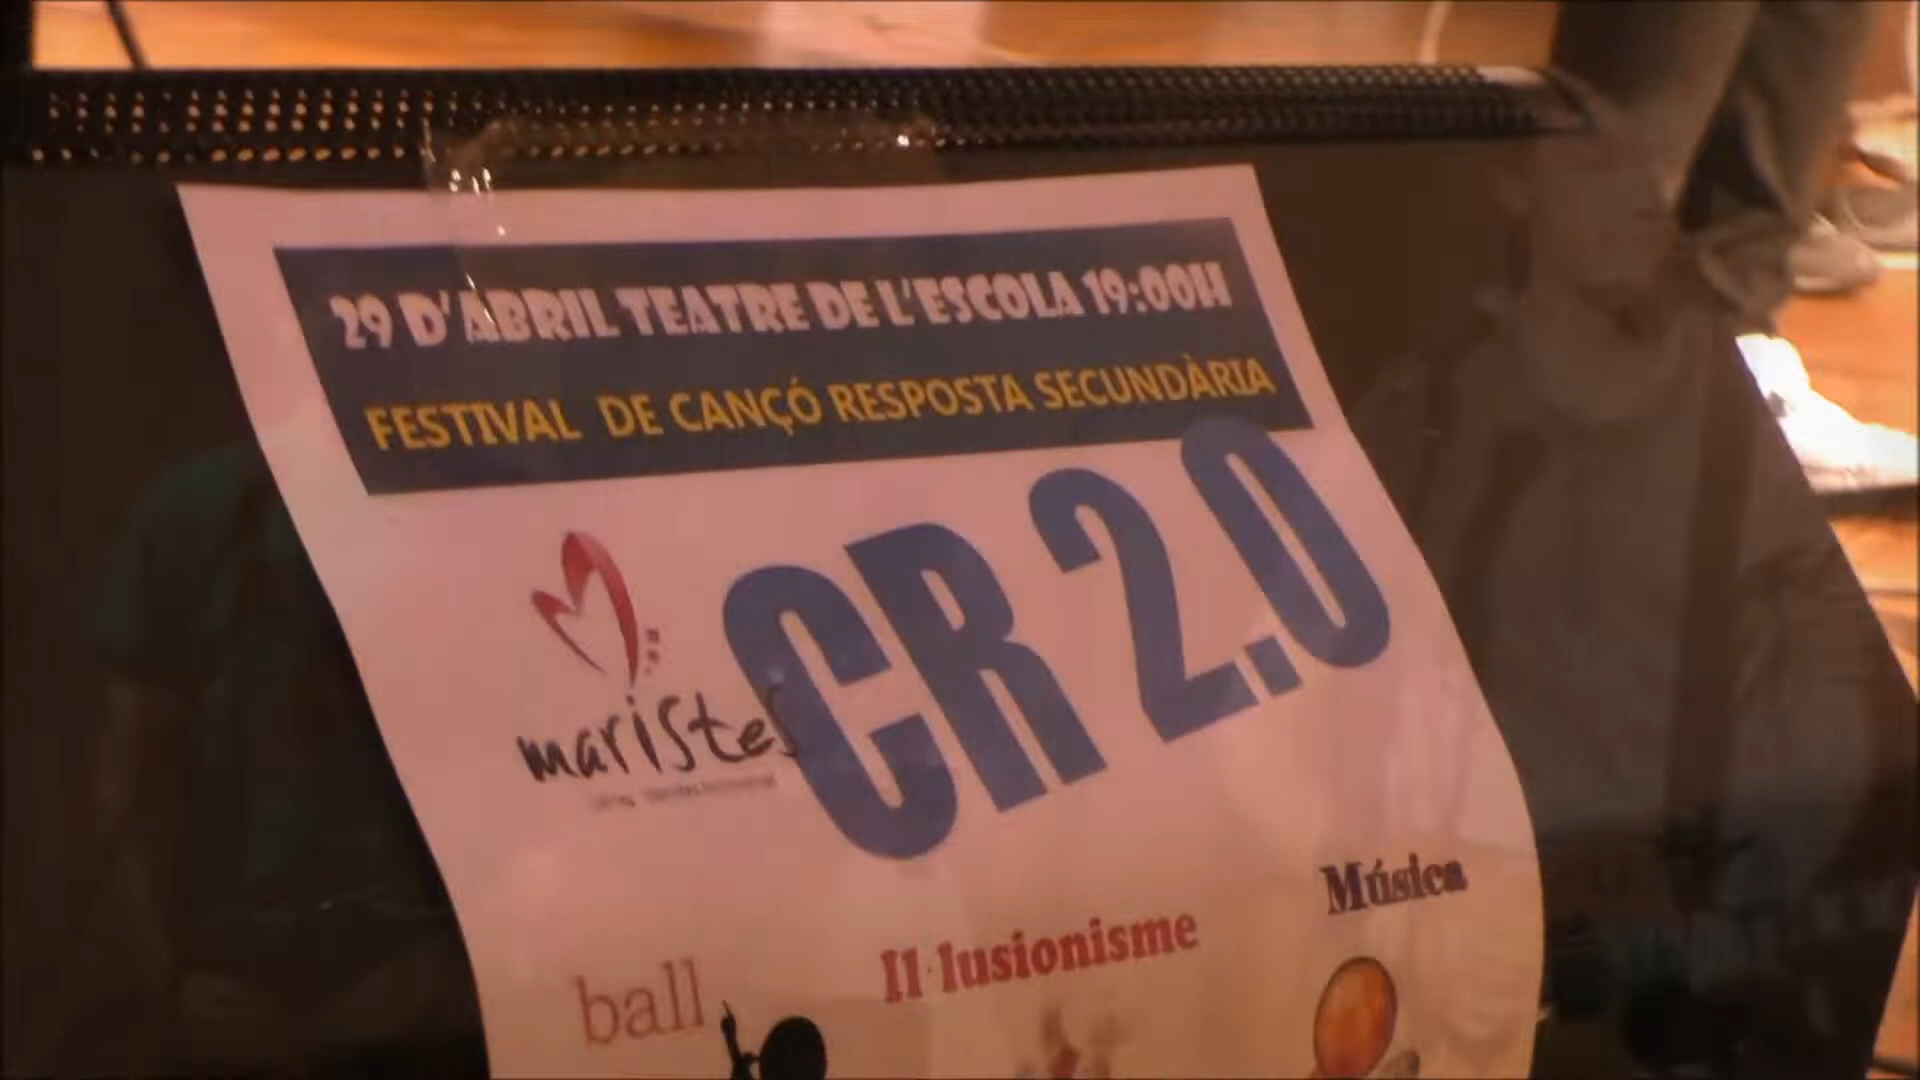 29 D'ABRIL TEATRE DE L'ESCOLA 19:00H
FESTIVAL DE CANÇÓ RESPOSTA SECUNDÀRIA
CR 2.0
maristes
Música
Il·lusionisme
ball